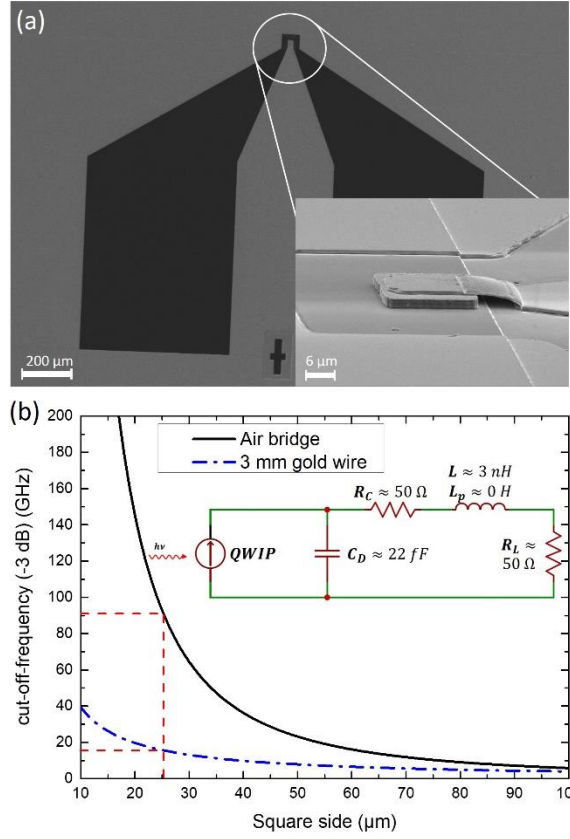 (a)
200 µm
6 µm
(b)
Air bridge
3 mm gold wire
L ≈ 3 nH
L_p ≈ 0 H
R_C ≈ 50 Ω
hν
QWIP
C_D ≈ 22 fF
R_L ≈
50 Ω
200
180
160
140
120
100
80
60
40
20
0
cut-off-frequency (-3 dB) (GHz)
10 20 30 40 50 60 70 80 90 100
Square side (µm)